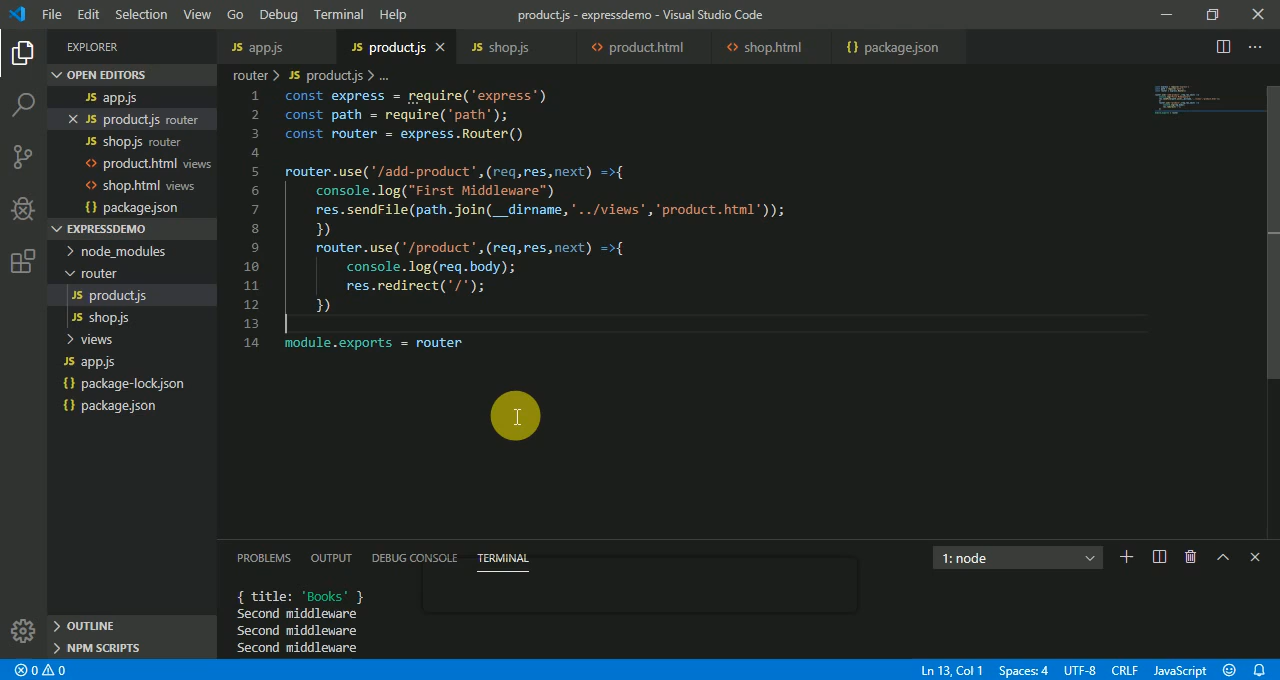 File Edit Selection View Go Debug Terminal Help product.js - expressdemo - Visual Studio Code
EXPLORER
JS app.js JS product.js JS shop.js <> product.html <> shop.html {} package.json
OPEN EDITORS
JS app.js
JS product.js router
JS shop.js router
<> product.html views
<> shop.html views
{} package.json
EXPRESSDEMO
node_modules
router
JS product.js
JS shop.js
views
JS app.js
{} package-lock.json
{} package.json
OUTLINE
NPM SCRIPTS
router > JS product.js > ...
1 const express = require('express')
2 const path = require('path');
3 const router = express.Router()
4
5 router.use('/add-product',(req,res,next) =>{
6 console.log("First Middleware")
7 res.sendFile(path.join(__dirname,'../views','product.html'));
8 })
9 router.use('/product',(req,res,next) =>{
10 console.log(req.body);
11 res.redirect('/');
12 })
13
14 module.exports = router
PROBLEMS OUTPUT DEBUG CONSOLE TERMINAL 1: node
{ title: 'Books' }
Second middleware
Second middleware
Second middleware
0 0 Ln 13, Col 1 Spaces: 4 UTF-8 CRLF JavaScript